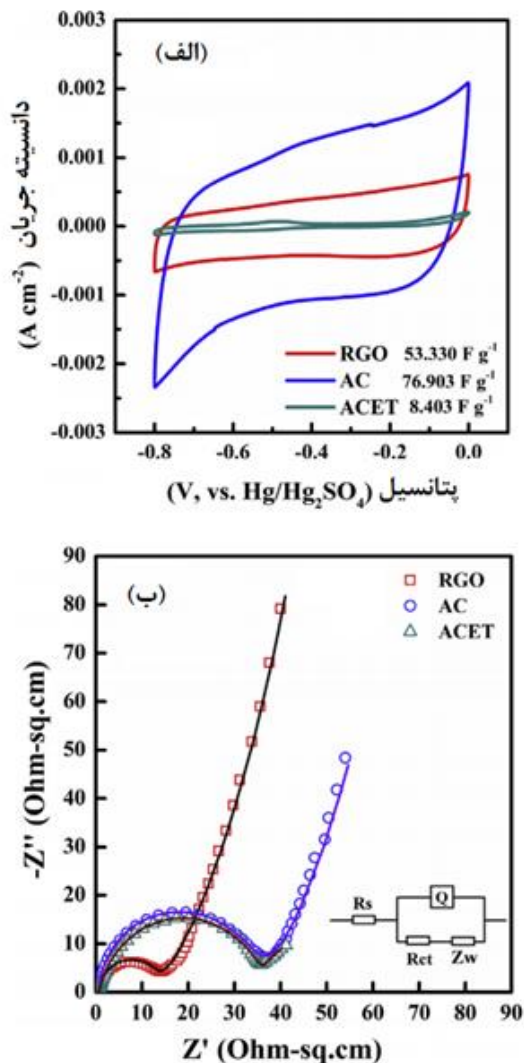 (الف)
دانسیته جریان
(A cm⁻²)
0.003
0.002
0.001
0.000
-0.001
-0.002
-0.003
RGO 53.330 F g⁻¹
AC 76.903 F g⁻¹
ACET 8.403 F g⁻¹
-0.8 -0.6 -0.4 -0.2 0.0
پتانسیل (V, vs. Hg/Hg₂SO₄)
(ب)
RGO
AC
ACET
-Z'' (Ohm-sq.cm)
90
80
70
60
50
40
30
20
10
0
Rs
Q
Rct Zw
0 10 20 30 40 50 60 70 80 90
Z' (Ohm-sq.cm)